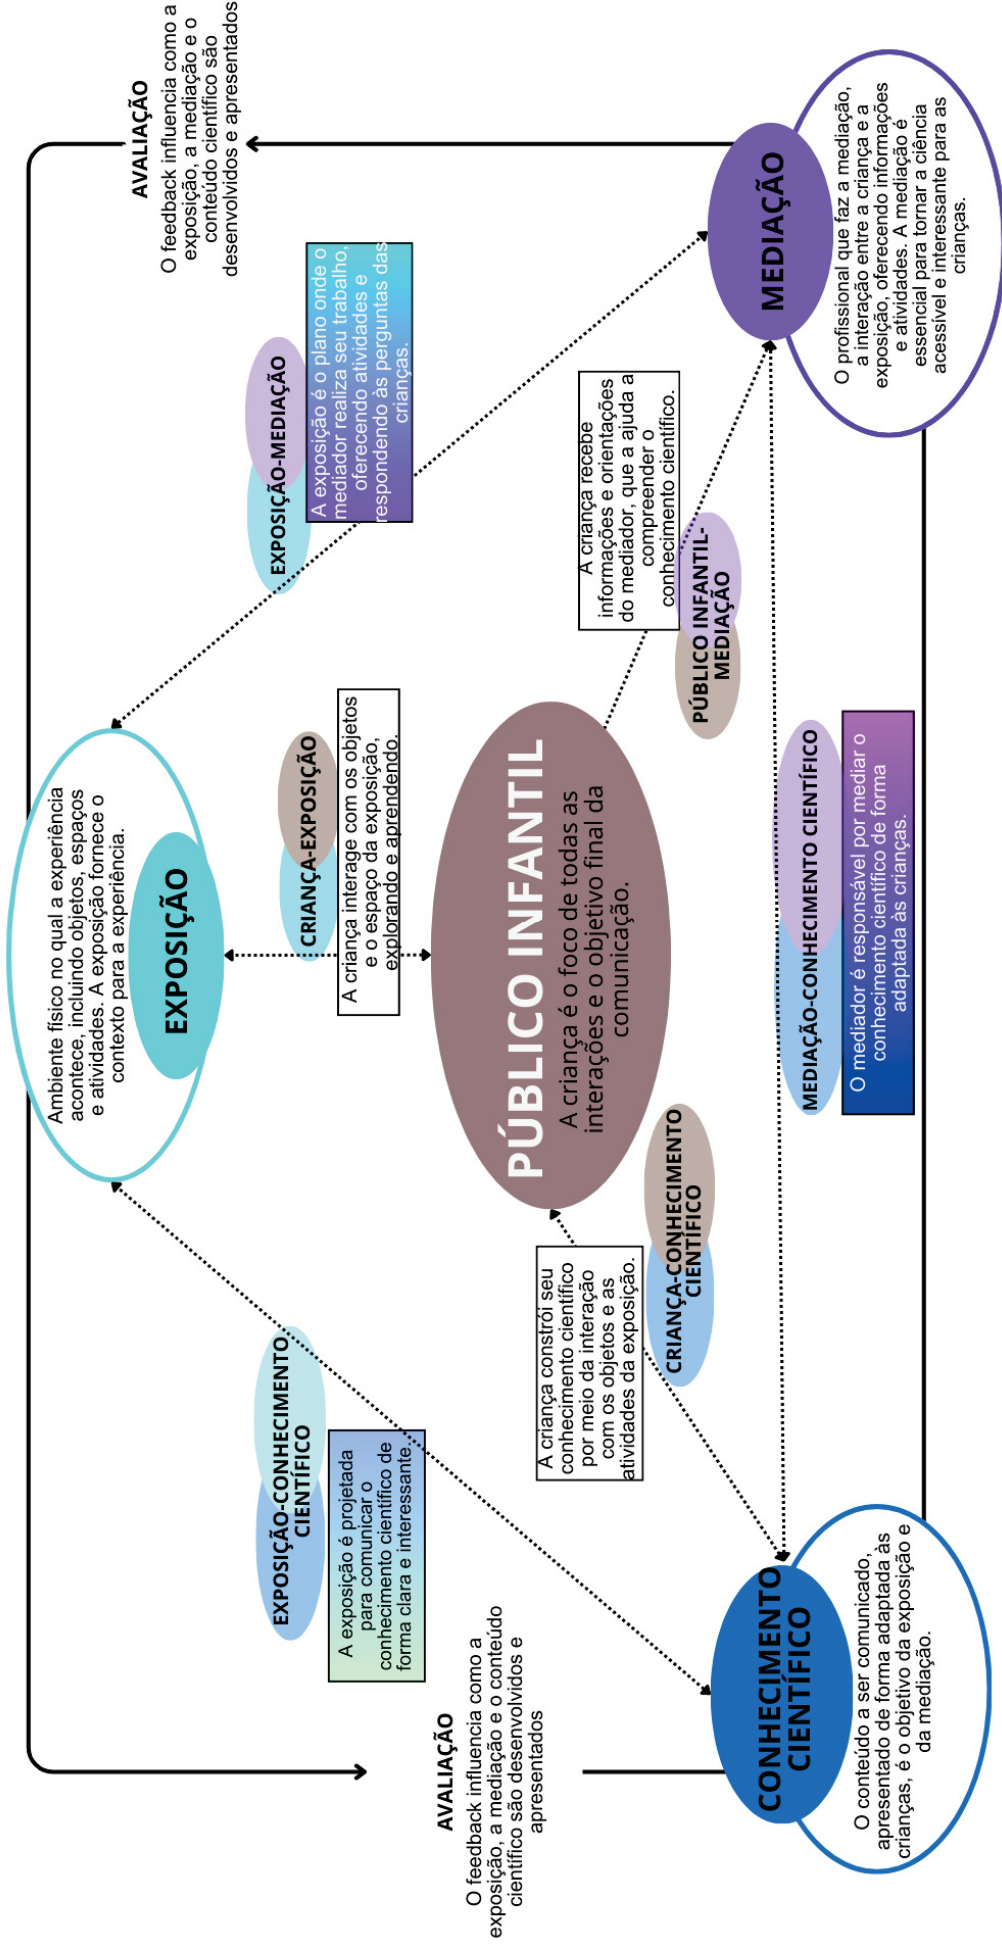 Ambiente físico no qual a experiência
acontece, incluindo objetos, espaços
e atividades. A exposição fornece o
contexto para a experiência.
EXPOSIÇÃO
AVALIAÇÃO
O feedback influencia como a
exposição, a mediação e o
conteúdo científico são
desenvolvidos e apresentados
EXPOSIÇÃO-CONHECIMENTO
CIENTÍFICO
A exposição é projetada
para comunicar o
conhecimento científico de
forma clara e interessante.
CRIANÇA-EXPOSIÇÃO
A criança interage com os objetos
e o espaço da exposição,
explorando e aprendendo.
EXPOSIÇÃO-MEDIAÇÃO
A exposição é o plano onde o
mediador realiza seu trabalho,
oferecendo atividades e
respondendo às perguntas das
crianças.
AVALIAÇÃO
O feedback influencia como a
exposição, a mediação e o conteúdo
científico são desenvolvidos e
apresentados
PÚBLICO INFANTIL
A criança é o foco de todas as
interações e o objetivo final da
comunicação.
A criança constrói seu
conhecimento científico
por meio da interação
com os objetos e as
atividades da exposição.
CRIANÇA-CONHECIMENTO
CIENTÍFICO
A criança recebe
informações e orientações
do mediador, que a ajuda a
compreender o
conhecimento científico.
PÚBLICO INFANTIL-
MEDIAÇÃO
CONHECIMENTO
CIENTÍFICO
O conteúdo a ser comunicado,
apresentado de forma adaptada às
crianças, é o objetivo da exposição e
da mediação.
MEDIAÇÃO-CONHECIMENTO CIENTÍFICO
O mediador é responsável por mediar o
conhecimento científico de forma
adaptada às crianças.
MEDIAÇÃO
O profissional que faz a mediação,
a interação entre a criança e a
exposição, oferecendo informações
e atividades. A mediação é
essencial para tornar a ciência
acessível e interessante para as
crianças.